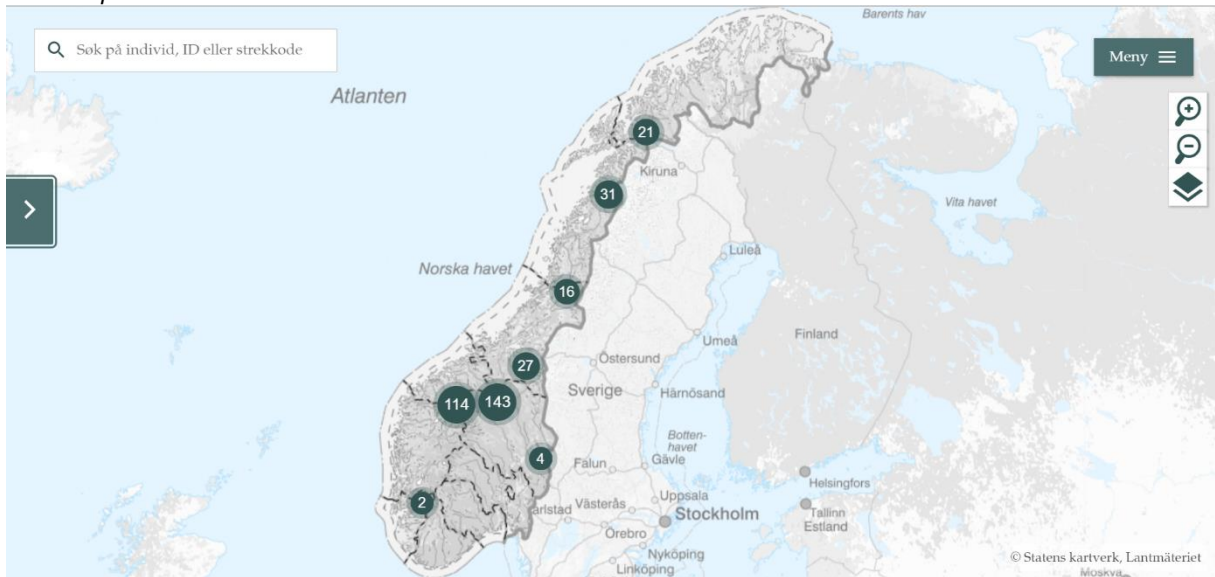 Barents hav
Søk på individ, ID eller strekkode
Meny
Atlanten
21
Kiruna
31
Vita havet
Luleå
Norska havet
16
Umeå
Finland
27
Östersund
Sverige
Härnösand
114
143
Botten-
havet
4
Falun
Gävle
Helsingfors
2
Uppsala
arlstad
Västerås
Stockholm
Tallinn
Estland
Örebro
Nyköping
Linköping
© Statens kartverk, Lantmäteriet
Moskva